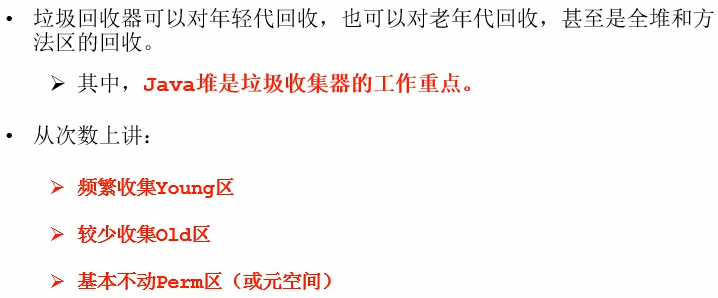 • 垃圾回收器可以对年轻代回收，也可以对老年代回收，甚至是全堆和方
法区的回收。
➢ 其中，Java堆是垃圾收集器的工作重点。
• 从次数上讲：
➢ 频繁收集Young区
➢ 较少收集Old区
➢ 基本不动Perm区（或元空间）